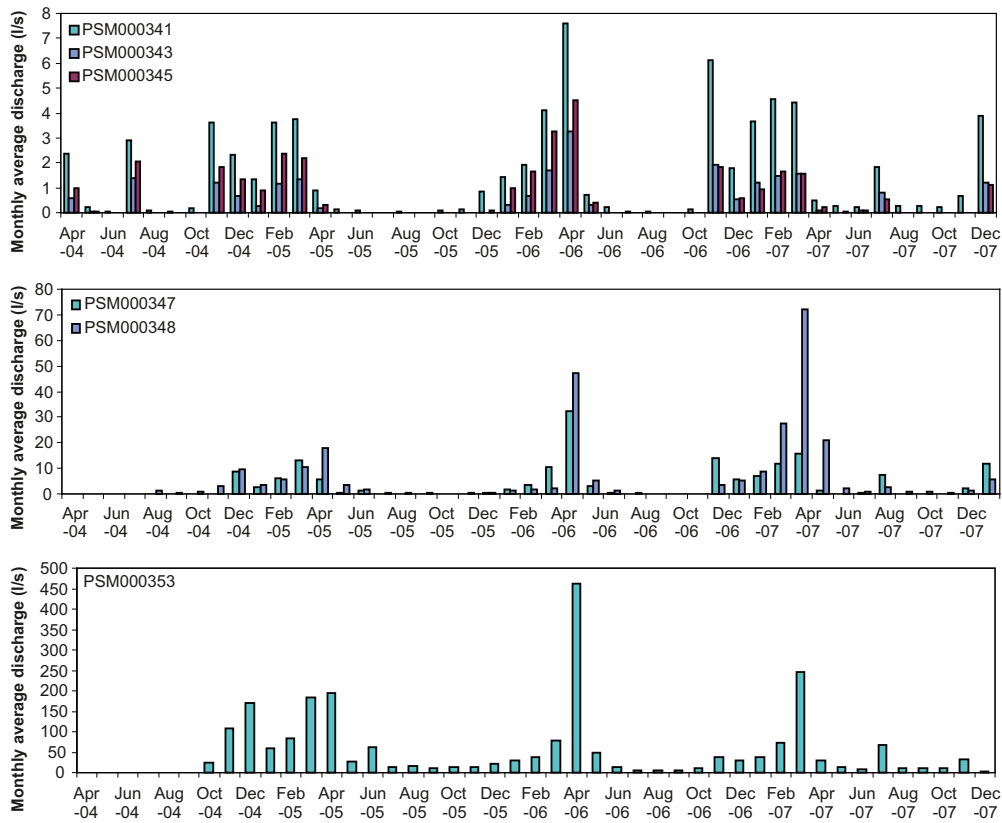 Monthly average discharge (l/s)
8
7
6
5
4
3
2
1
0
PSM000341
PSM000343
PSM000345
Apr Jun Aug Oct Dec Feb Apr Jun Aug Oct Dec Feb Apr Jun Aug Oct Dec Feb Apr Jun Aug Oct Dec
-04 -04 -04 -04 -04 -05 -05 -05 -05 -05 -05 -06 -06 -06 -06 -06 -06 -07 -07 -07 -07 -07 -07
Monthly average discharge (l/s)
80
70
60
50
40
30
20
10
0
PSM000347
PSM000348
Apr Jun Aug Oct Dec Feb Apr Jun Aug Oct Dec Feb Apr Jun Aug Oct Dec Feb Apr Jun Aug Oct Dec
-04 -04 -04 -04 -04 -05 -05 -05 -05 -05 -05 -06 -06 -06 -06 -06 -06 -07 -07 -07 -07 -07 -07
Monthly average discharge (l/s)
500
450
400
350
300
250
200
150
100
50
0
PSM000353
Apr Jun Aug Oct Dec Feb Apr Jun Aug Oct Dec Feb Apr Jun Aug Oct Dec Feb Apr Jun Aug Oct Dec
-04 -04 -04 -04 -04 -05 -05 -05 -05 -05 -05 -06 -06 -06 -06 -06 -06 -07 -07 -07 -07 -07 -07